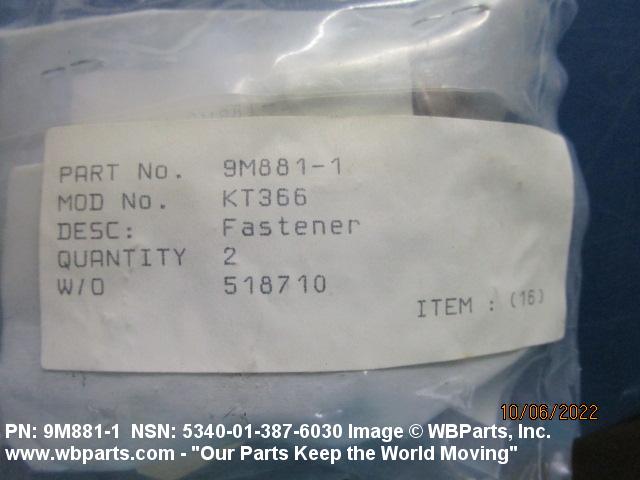 PART No. 9M881-1
MOD No. KT366
DESC: Fastener
QUANTITY 2
W/O 518710
ITEM : (16)
10/06/2022
PN: 9M881-1 NSN: 5340-01-387-6030 Image © WBParts, Inc.
www.wbparts.com - "Our Parts Keep the World Moving"